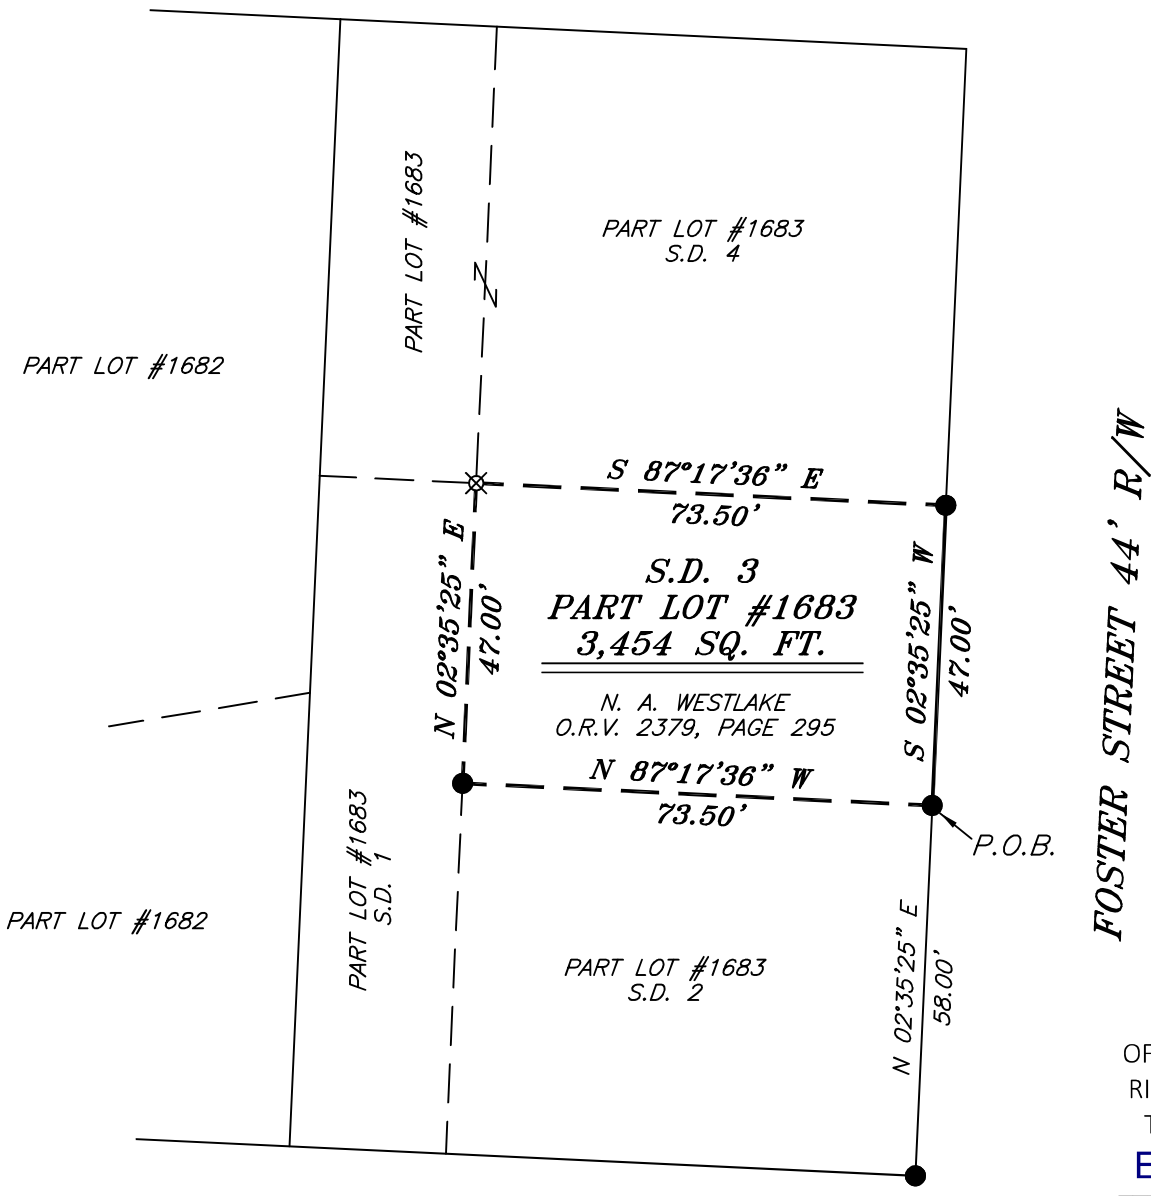 PART LOT #1683
PART LOT #1683
S.D. 4
PART LOT #1682
S 87°17'36" E
73.50'
N 02°35'25" E
47.00'
S.D. 3
PART LOT #1683
3,454 SQ. FT.
N. A. WESTLAKE
O.R.V. 2379, PAGE 295
S 02°35'25" W
47.00'
FOSTER STREET 44' R/W
N 87°17'36" W
73.50'
P.O.B.
PART LOT #1683
S.D. 1
PART LOT #1682
PART LOT #1683
S.D. 2
N 02°35'25" E
58.00'